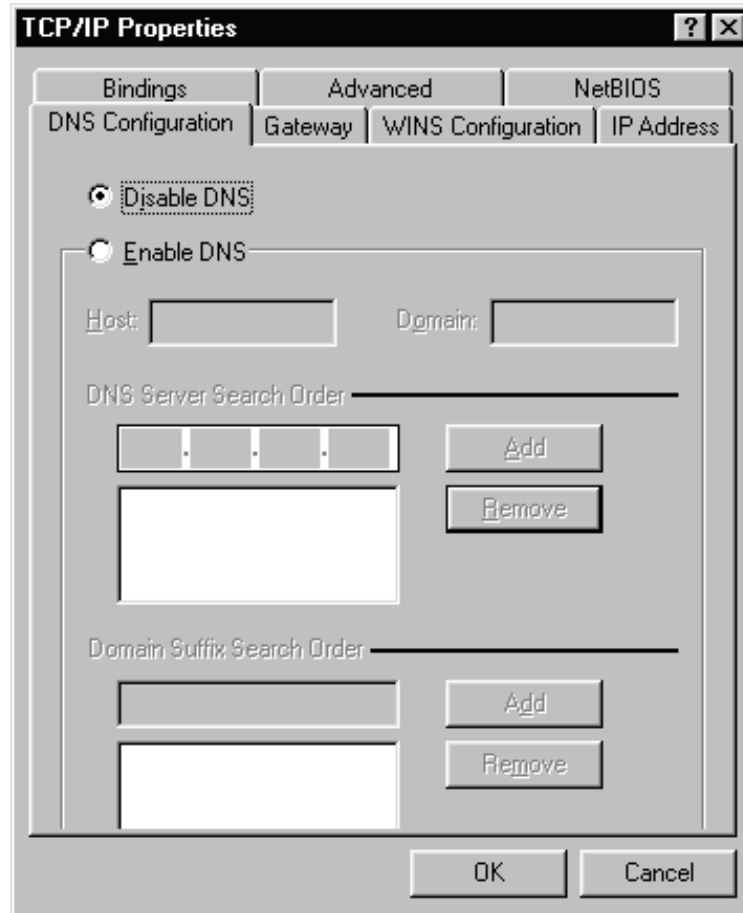 TCP/IP Properties
Bindings Advanced NetBIOS
DNS Configuration Gateway WINS Configuration IP Address
Disable DNS
Enable DNS
Host: Domain:
DNS Server Search Order
. . .
Add
Remove
Domain Suffix Search Order
Add
Remove
OK Cancel